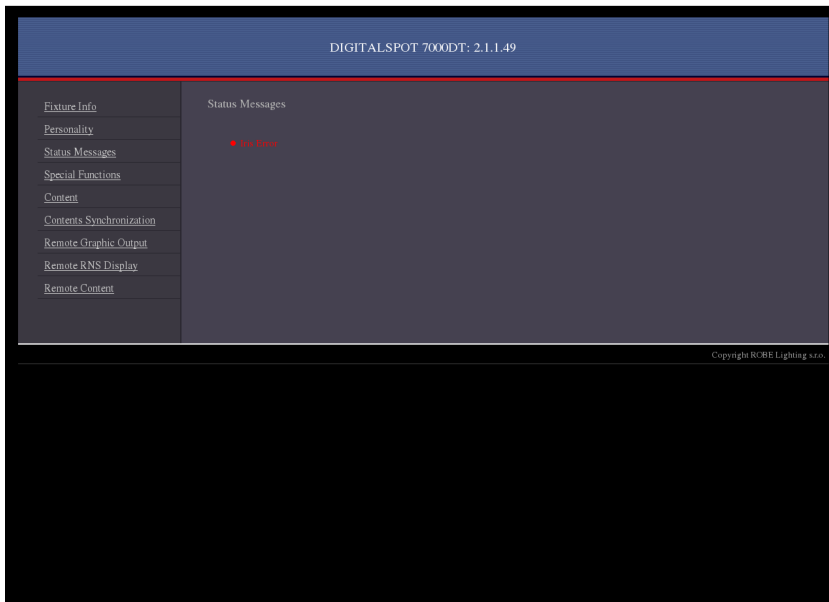 DIGITALSPOT 7000DT: 2.1.1.49
Fixture Info
Personality
Status Messages
Special Functions
Content
Contents Synchronization
Remote Graphic Output
Remote RNS Display
Remote Content
Status Messages
Copyright ROBE Lighting s.r.o.